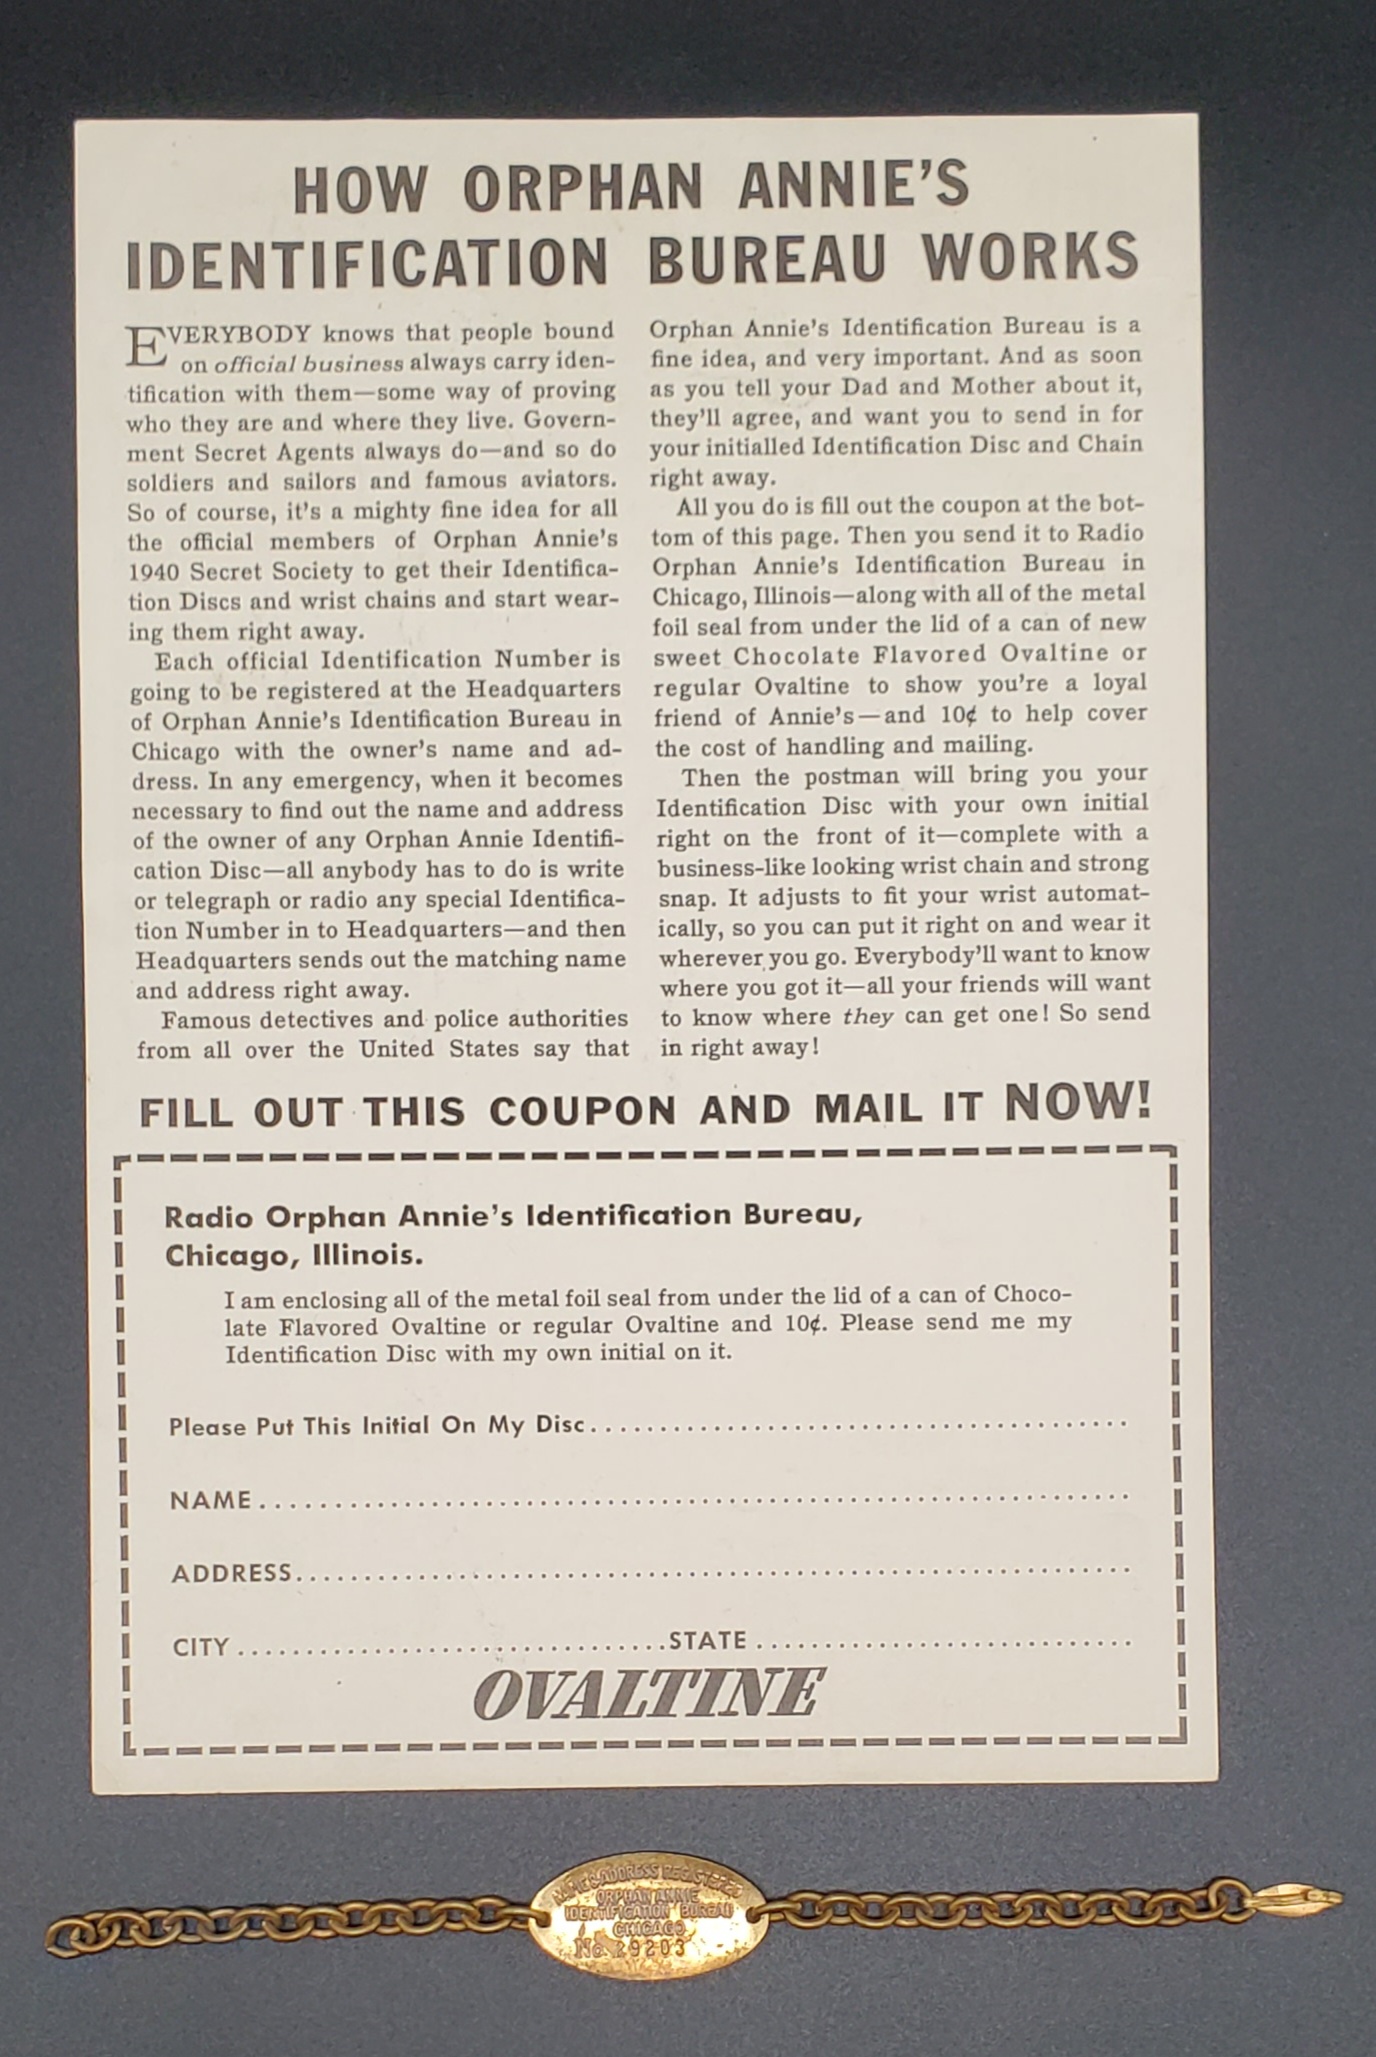 HOW ORPHAN ANNIE'S
IDENTIFICATION BUREAU WORKS
EVERYBODY knows that people bound
on official business always carry iden-
tification with them—some way of proving
who they are and where they live. Govern-
ment Secret Agents always do—and so do
soldiers and sailors and famous aviators.
So of course, it's a mighty fine idea for all
the official members of Orphan Annie's
1940 Secret Society to get their Identifica-
tion Discs and wrist chains and start wear-
ing them right away.
Each official Identification Number is
going to be registered at the Headquarters
of Orphan Annie's Identification Bureau in
Chicago with the owner's name and ad-
dress. In any emergency, when it becomes
necessary to find out the name and address
of the owner of any Orphan Annie Identifi-
cation Disc—all anybody has to do is write
or telegraph or radio any special Identifica-
tion Number in to Headquarters—and then
Headquarters sends out the matching name
and address right away.
Famous detectives and police authorities
from all over the United States say that
Orphan Annie's Identification Bureau is a
fine idea, and very important. And as soon
as you tell your Dad and Mother about it,
they'll agree, and want you to send in for
your initialled Identification Disc and Chain
right away.
All you do is fill out the coupon at the bot-
tom of this page. Then you send it to Radio
Orphan Annie's Identification Bureau in
Chicago, Illinois—along with all of the metal
foil seal from under the lid of a can of new
sweet Chocolate Flavored Ovaltine or
regular Ovaltine to show you're a loyal
friend of Annie's—and 10¢ to help cover
the cost of handling and mailing.
Then the postman will bring you your
Identification Disc with your own initial
right on the front of it—complete with a
business-like looking wrist chain and strong
snap. It adjusts to fit your wrist automat-
ically, so you can put it right on and wear it
wherever you go. Everybody'll want to know
where you got it—all your friends will want
to know where they can get one! So send
in right away!
FILL OUT THIS COUPON AND MAIL IT NOW!
Radio Orphan Annie's Identification Bureau,
Chicago, Illinois.
I am enclosing all of the metal foil seal from under the lid of a can of Choco-
late Flavored Ovaltine or regular Ovaltine and 10¢. Please send me my
Identification Disc with my own initial on it.
Please Put This Initial On My Disc
NAME
ADDRESS
CITY STATE
OVALTINE
NAME & ADDRESS REGISTERED
ORPHAN ANNIE
IDENTIFICATION BUREAU
CHICAGO
No. 29203